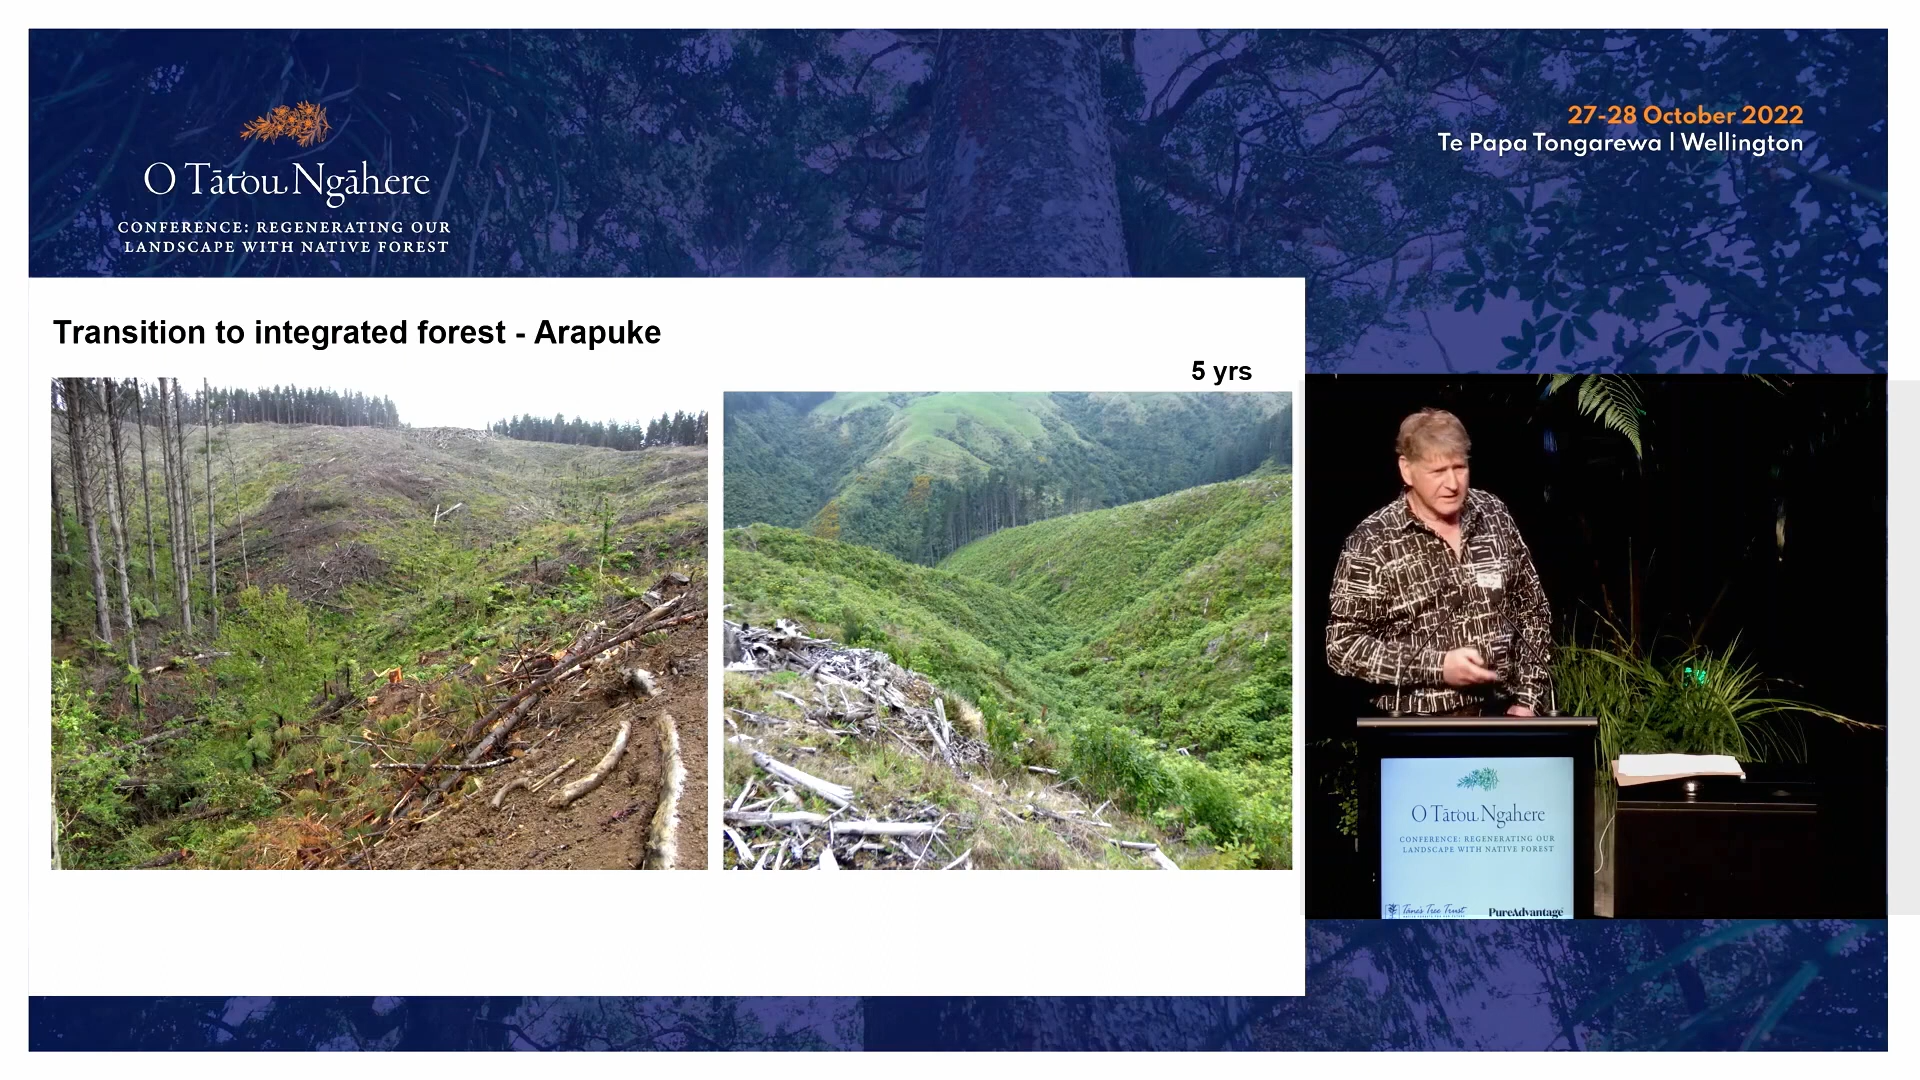 O Tātou Ngāhere
CONFERENCE: REGENERATING OUR
LANDSCAPE WITH NATIVE FOREST
27-28 October 2022
Te Papa Tongarewa | Wellington
Transition to integrated forest - Arapuke
5 yrs
O Tātou Ngāhere
CONFERENCE: REGENERATING OUR
LANDSCAPE WITH NATIVE FOREST
Tāne's Tree Trust
PureAdvantage